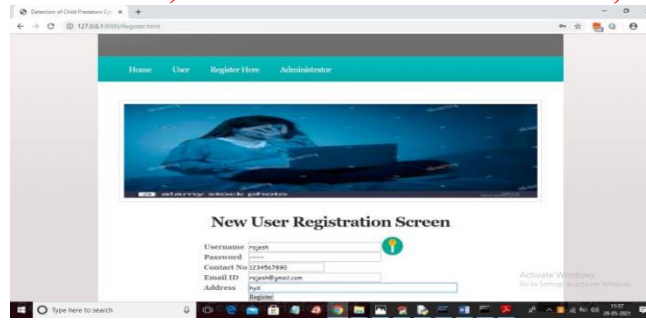 Detection of Child Predators Cy
127.0.0.1:8000/Register.html
Home User Register Here Administrator
alamy stock photo
New User Registration Screen
Username rajesh
Password ······
Contact No 1234567890
Email ID rajesh@gmail.com
Address hyd
Register
Activate Windows
Go to Settings to activate Windows.
Type here to search